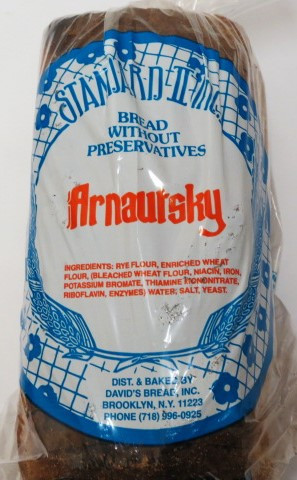 STANDARD-II-INC.
BREAD
WITHOUT
PRESERVATIVES
Arnautsky
INGREDIENTS: RYE FLOUR, ENRICHED WHEAT
FLOUR, (BLEACHED WHEAT FLOUR, NIACIN, IRON,
POTASSIUM BROMATE, THIAMINE MONONITRATE,
RIBOFLAVIN, ENZYMES) WATER, SALT, YEAST.
DIST. & BAKED BY
DAVID'S BREAD, INC.
BROOKLYN, N.Y. 11223
PHONE (718) 996-0925